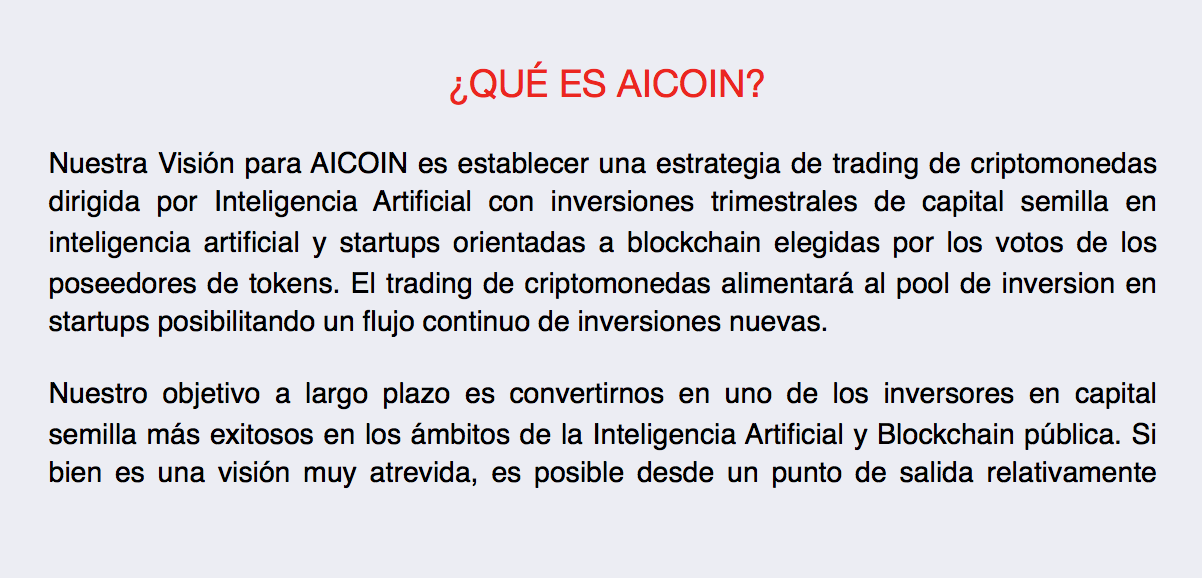 ¿QUÉ ES AICOIN?
Nuestra Visión para AICOIN es establecer una estrategia de trading de criptomonedas
dirigida por Inteligencia Artificial con inversiones trimestrales de capital semilla en
inteligencia artificial y startups orientadas a blockchain elegidas por los votos de los
poseedores de tokens. El trading de criptomonedas alimentará al pool de inversion en
startups posibilitando un flujo continuo de inversiones nuevas.
Nuestro objetivo a largo plazo es convertirnos en uno de los inversores en capital
semilla más exitosos en los ámbitos de la Inteligencia Artificial y Blockchain pública. Si
bien es una visión muy atrevida, es posible desde un punto de salida relativamente